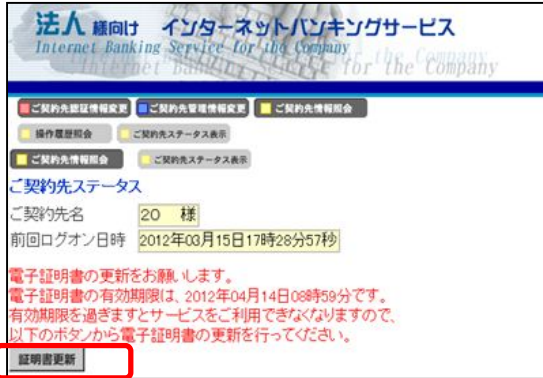 法人 様向け インターネットバンキングサービス
Internet Banking Service for the Company
Internet Banking Service for the Company
ご契約先認証情報変更 ご契約先管理情報変更 ご契約先情報照会
操作履歴照会 ご契約先ステータス表示
ご契約先情報照会 ご契約先ステータス表示
ご契約先ステータス
ご契約先名 20 様
前回ログオン日時 2012年03月15日17時28分57秒
電子証明書の更新をお願いします。
電子証明書の有効期限は、2012年04月14日08時59分です。
有効期限を過ぎますとサービスをご利用できなくなりますので、
以下のボタンから電子証明書の更新を行ってください。
証明書更新